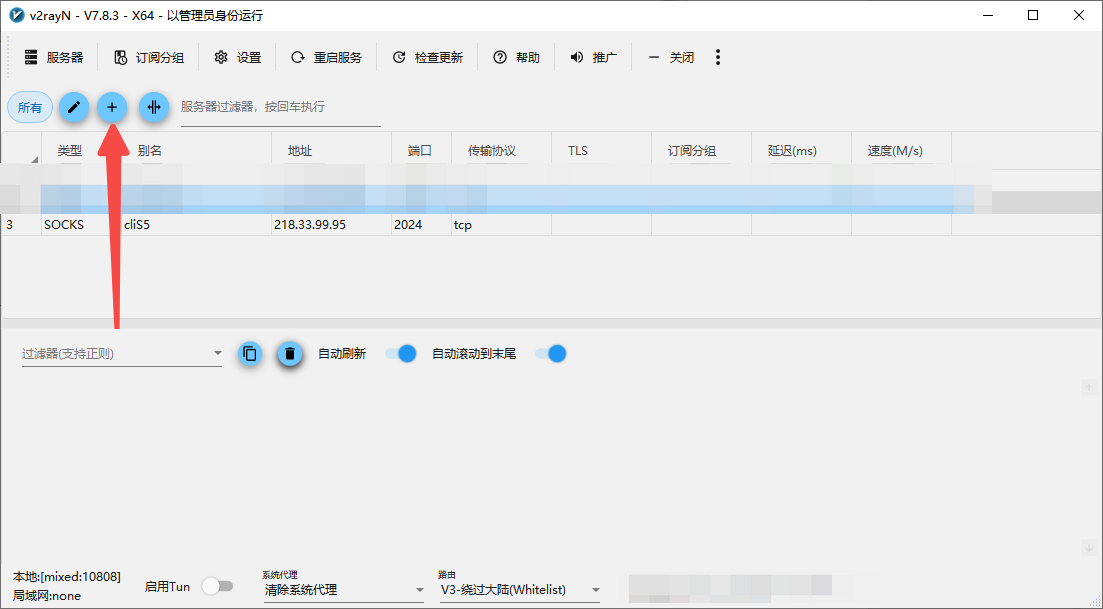 v2rayN - V7.8.3 - X64 - 以管理员身份运行
服务器 订阅分组 设置 重启服务 检查更新 帮助 推广 关闭
所有 服务器过滤器，按回车执行
类型 别名 地址 端口 传输协议 TLS 订阅分组 延迟(ms) 速度(M/s)
3 SOCKS cliS5 218.33.99.95 2024 tcp
过滤器(支持正则) 自动刷新 自动滚动到末尾
本地:[mixed:10808]
局域网:none
启用Tun
系统代理
清除系统代理
路由
V3-绕过大陆(Whitelist)